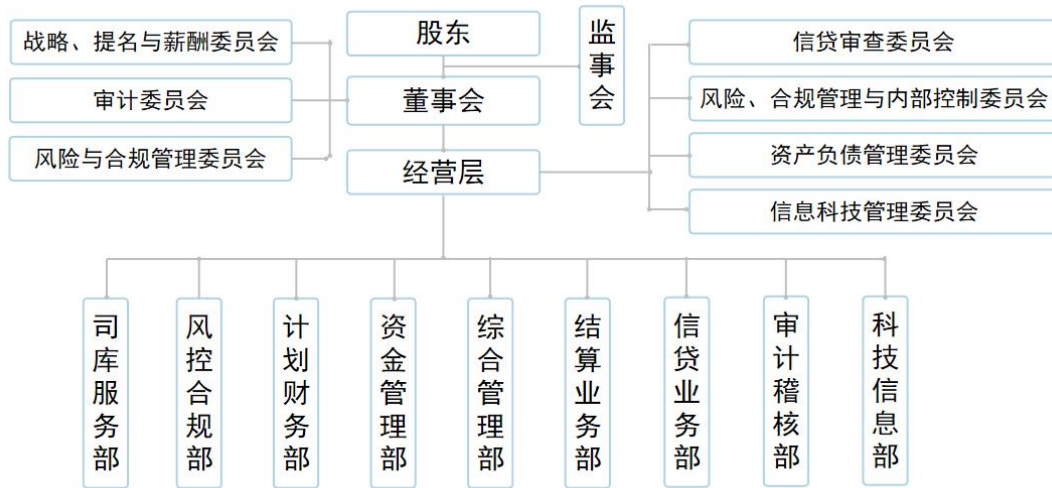 战略、提名与薪酬委员会
股东
监事会
信贷审查委员会
审计委员会
董事会
风险、合规管理与内部控制委员会
风险与合规管理委员会
经营层
资产负债管理委员会
信息科技管理委员会
司库服务部
风控合规部
计划财务部
资金管理部
综合管理部
结算业务部
信贷业务部
审计稽核部
科技信息部